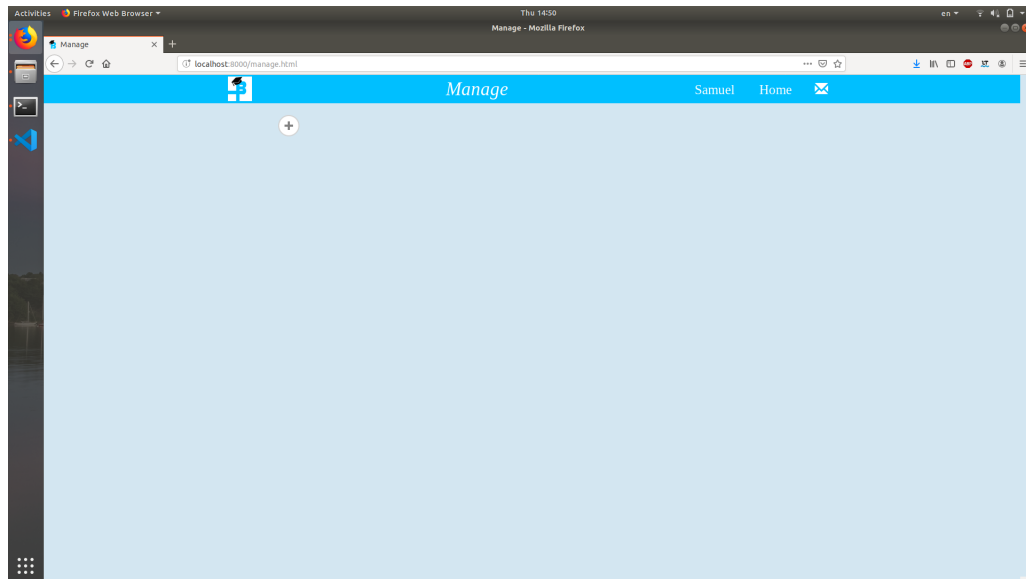 Activities Firefox Web Browser Thu 14:50 en
Manage - Mozilla Firefox
Manage
localhost:8000/manage.html
Manage Samuel Home